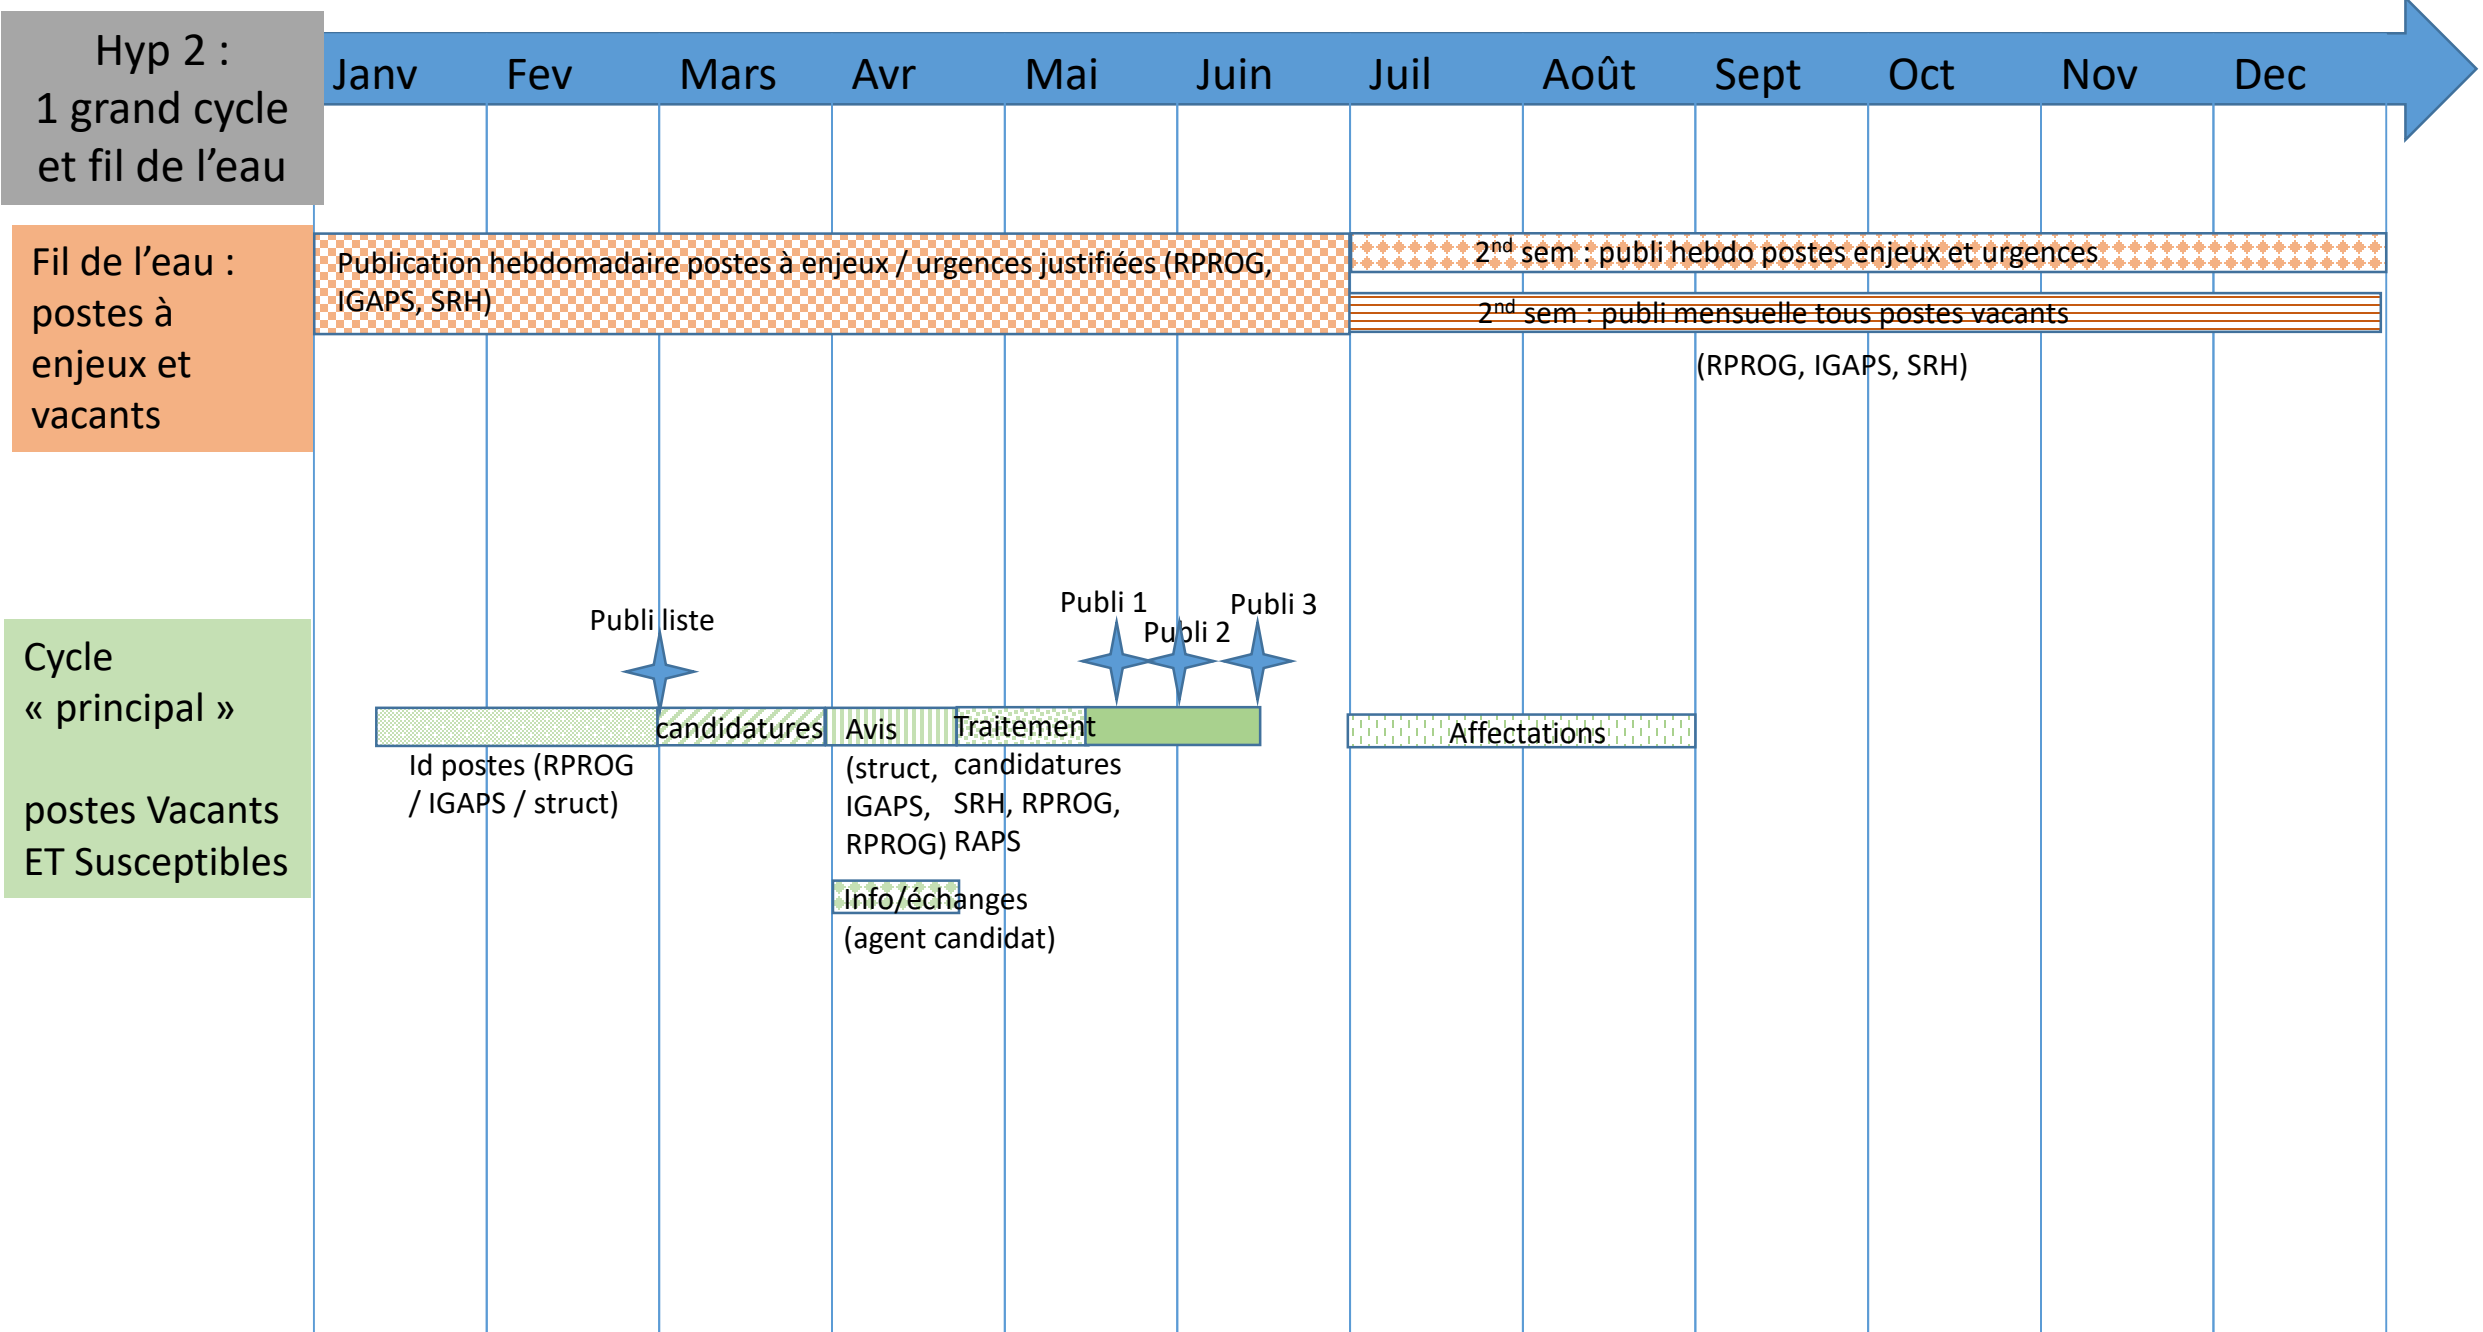 Hyp 2 :
1 grand cycle
et fil de l’eau
Janv Fev Mars Avr Mai Juin Juil Août Sept Oct Nov Dec
Fil de l’eau :
postes à
enjeux et
vacants
Publication hebdomadaire postes à enjeux / urgences justifiées (RPROG,
IGAPS, SRH)
2nd sem : publi hebdo postes enjeux et urgences
2nd sem : publi mensuelle tous postes vacants
(RPROG, IGAPS, SRH)
Cycle
« principal »
postes Vacants
ET Susceptibles
Publi liste
Publi 1
Publi 2
Publi 3
Id postes (RPROG
/ IGAPS / struct)
candidatures
Avis
(struct,
IGAPS,
RPROG)
Traitement
candidatures
SRH, RPROG,
RAPS
Info/échanges
(agent candidat)
Affectations